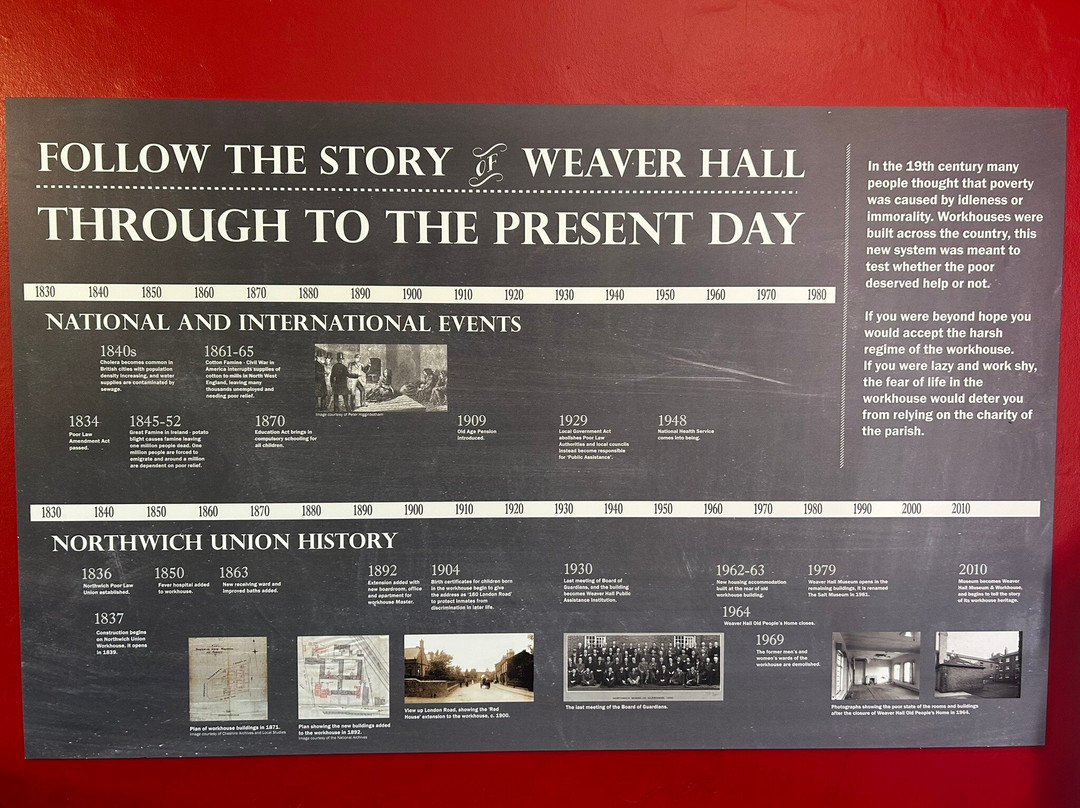 FOLLOW THE STORY OF WEAVER HALL
THROUGH TO THE PRESENT DAY
1830 1840 1850 1860 1870 1880 1890 1900 1910 1920 1930 1940 1950 1960 1970 1980
NATIONAL AND INTERNATIONAL EVENTS
1840s
Cholera becomes common in
British cities with population
density increasing, and water
supplies are contaminated by
sewage.
1861-65
Cotton Famine - Civil War in
America interrupts supplies of
cotton to mills in North West
England, leaving many
thousands unemployed and
needing poor relief.
Image courtesy of Peter Higginbotham
1834
Poor Law
Amendment Act
passed.
1845-52
Great Famine in Ireland - potato
blight causes famine leaving
one million people dead. One
million people are forced to
emigrate and around a million
are dependent on poor relief.
1870
Education Act brings in
compulsory schooling for
all children.
1909
Old Age Pension
introduced.
1929
Local Government Act
abolishes Poor Law
Authorities and local councils
instead become responsible
for 'Public Assistance'.
1948
National Health Service
comes into being.
In the 19th century many
people thought that poverty
was caused by idleness or
immorality. Workhouses were
built across the country, this
new system was meant to
test whether the poor
deserved help or not.
If you were beyond hope you
would accept the harsh
regime of the workhouse.
If you were lazy and work shy,
the fear of life in the
workhouse would deter you
from relying on the charity of
the parish.
1830 1840 1850 1860 1870 1880 1890 1900 1910 1920 1930 1940 1950 1960 1970 1980 1990 2000 2010
NORTHWICH UNION HISTORY
1836
Northwich Poor Law
Union established.
1850
Fever hospital added
to workhouse.
1863
New receiving ward and
improved baths added.
1892
Extension added with
new boardroom, office
and apartment for
workhouse Master.
1904
Birth certificates for children born
in the workhouse begin to give
the address as '160 London Road'
to protect inmates from
discrimination in later life.
1930
Last meeting of Board of
Guardians, and the building
becomes Weaver Hall Public
Assistance Institution.
1962-63
New housing accommodation
built at the rear of old
workhouse building.
1979
Weaver Hall Museum opens in the
remaining buildings, it is renamed
The Salt Museum in 1981.
2010
Museum becomes Weaver
Hall Museum & Workhouse,
and begins to tell the story
of its workhouse heritage.
1837
Construction begins
on Northwich Union
Workhouse, it opens
in 1839.
1964
Weaver Hall Old People's Home closes.
1969
The former men's and
women's wards of the
workhouse are demolished.
Plan of workhouse buildings in 1871.
Image courtesy of Cheshire Archives and Local Studies
Plan showing the new buildings added
to the workhouse in 1892.
Image courtesy of the National Archives
View up London Road, showing the 'Red
House' extension to the workhouse, c. 1900.
The last meeting of the Board of Guardians.
Photographs showing the poor state of the rooms and buildings
after the closure of Weaver Hall Old People's Home in 1964.